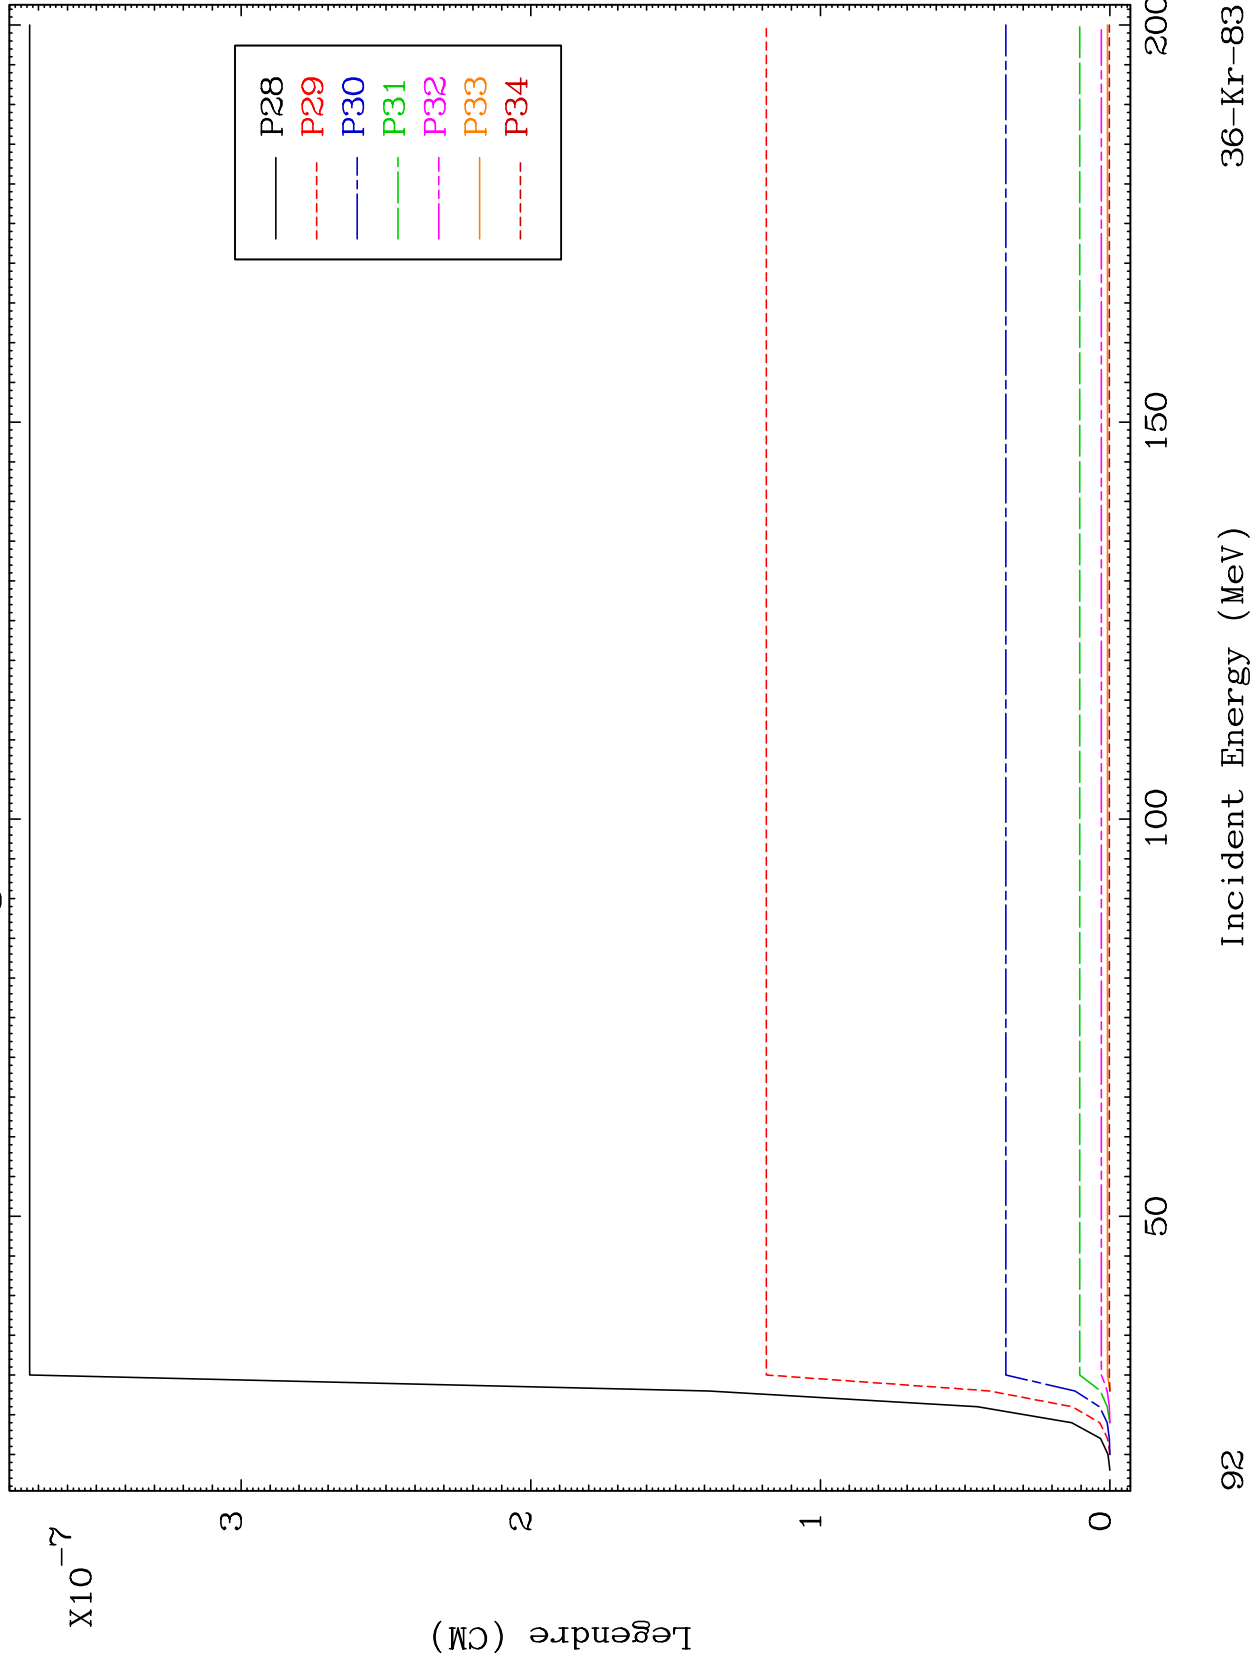 X10^-7
3
2
1
0
Legendre (CM)
P28
P29
P30
P31
P32
P33
P34
50
100
150
200
Incident Energy (MeV)
92
36-Kr-83